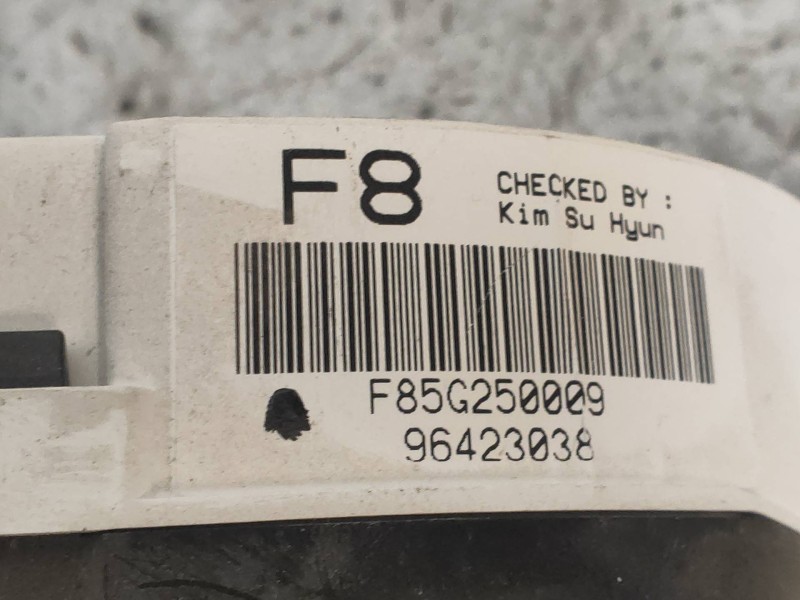 F8
CHECKED BY :
Kim Su Hyun
F85G250009
96423038